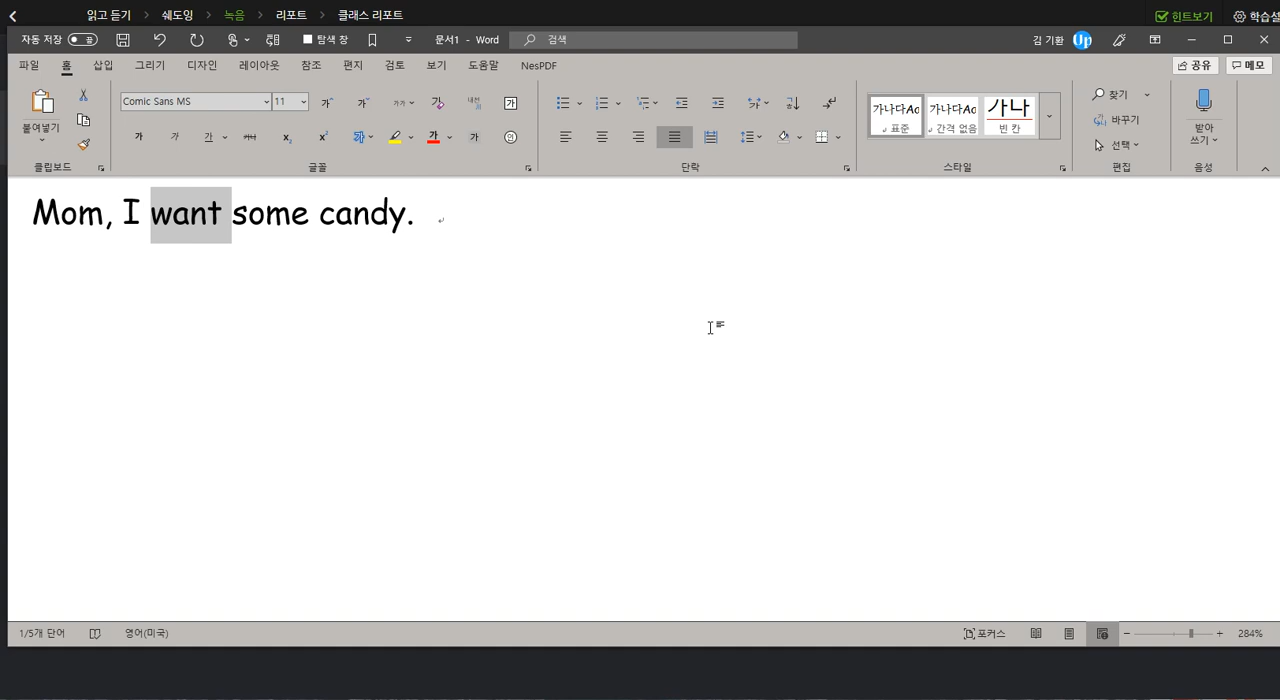 읽고 듣기 > 쉐도잉 > 녹음 > 리포트 > 클래스 리포트 힌트보기 학습설
자동 저장 탐색 창 문서1 - Word 검색 김 기환 Up
파일 홈 삽입 그리기 디자인 레이아웃 참조 편지 검토 보기 도움말 NesPDF 공유 메모
붙여넣기 Comic Sans MS 11 가나다Ac 가나다Ac 가나 찾기 받아
쓰기
표준 간격 없음 빈 칸 바꾸기
선택
클립보드 글꼴 단락 스타일 편집 음성
Mom, I want some candy.
1/5개 단어 영어(미국) 포커스 284%